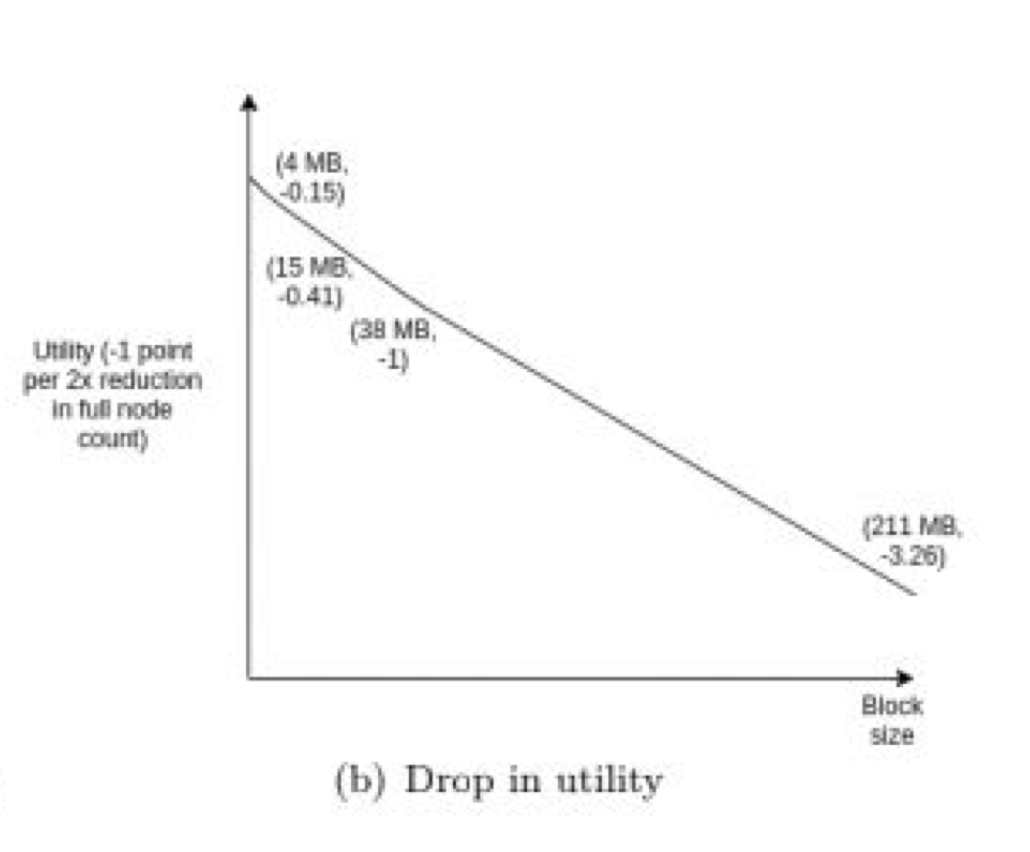 (4 MB,
-0.15)
(15 MB,
-0.41)
(38 MB,
-1)
Utility (-1 point
per 2x reduction
in full node
count)
(211 MB,
-3.26)
Block
size
(b) Drop in utility